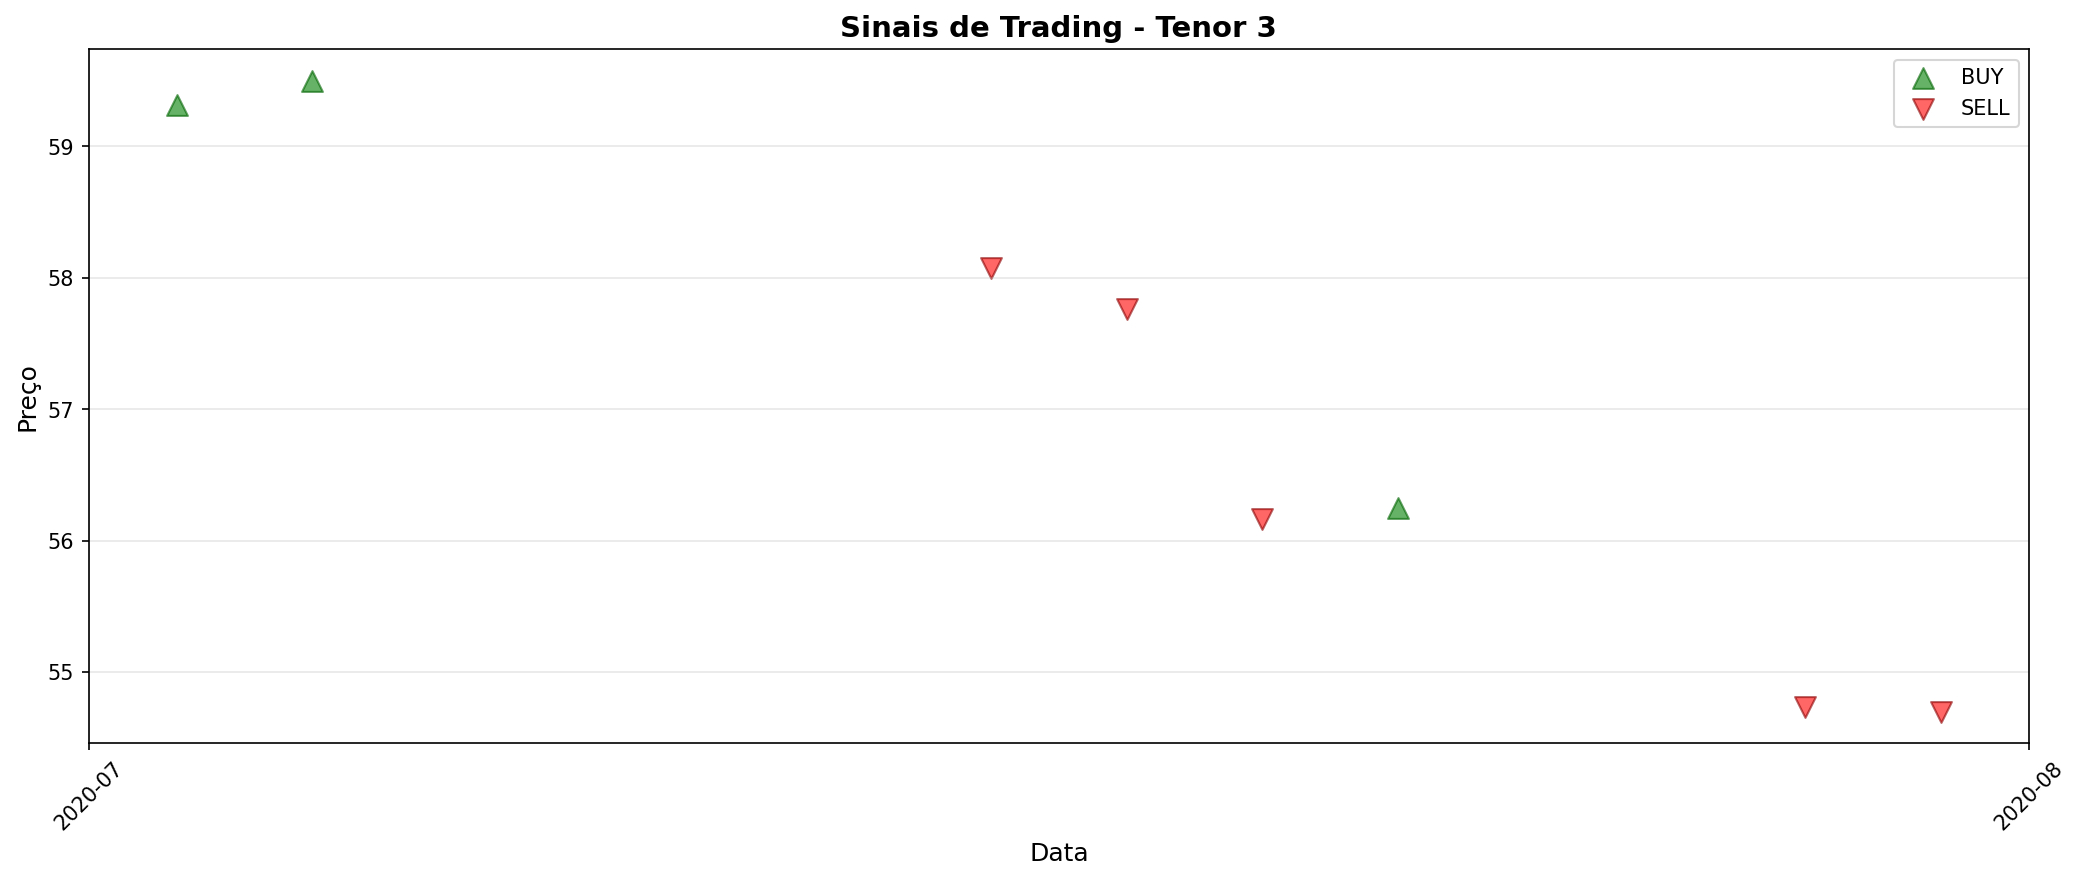 Sinais de Trading - Tenor 3
BUY
SELL
Preço
59
58
57
56
55
2020-07
2020-08
Data